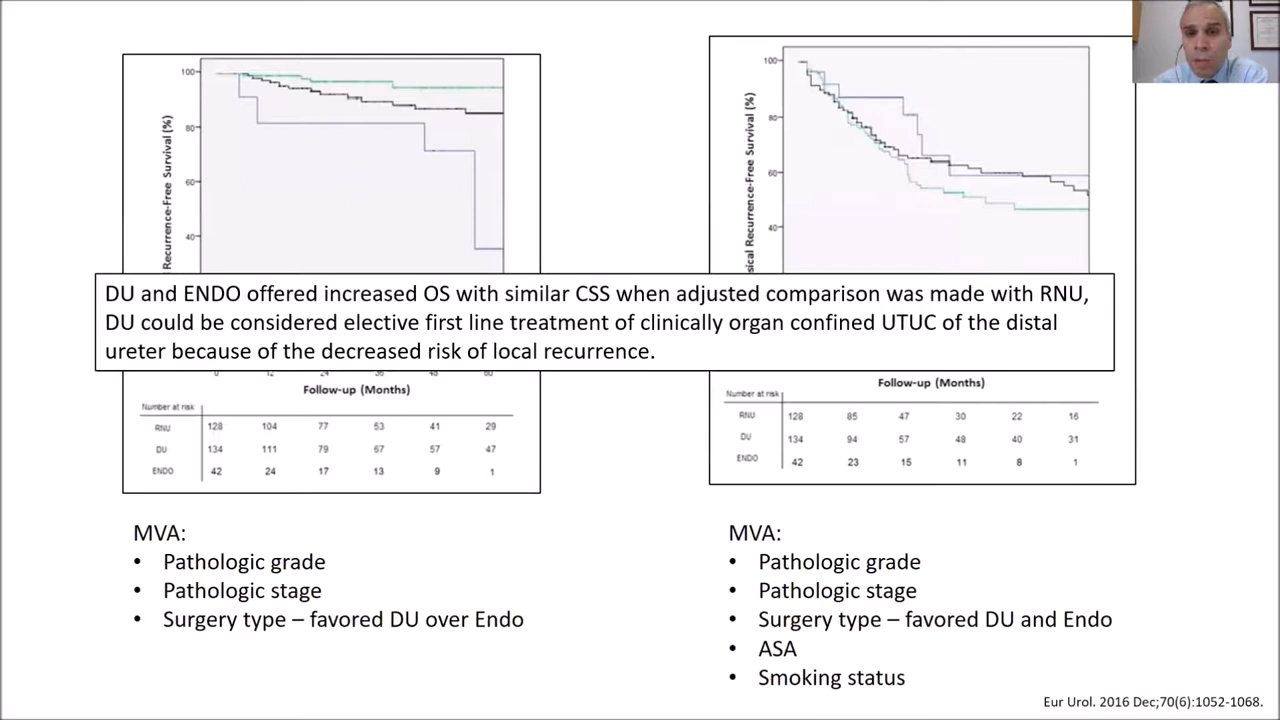 100
80
60
40
l Recurrence-Free Survival (%)
100
80
60
40
sical Recurrence-Free Survival (%)
DU and ENDO offered increased OS with similar CSS when adjusted comparison was made with RNU,
DU could be considered elective first line treatment of clinically organ confined UTUC of the distal
ureter because of the decreased risk of local recurrence.
0 12 24 36 48 60
Follow-up (Months)
Number at risk
RNU 128 104 77 53 41 29
DU 134 111 79 67 57 47
ENDO 42 24 17 13 9 1
Follow-up (Months)
Number at risk
RNU 128 85 47 30 22 16
DU 134 94 57 48 40 31
ENDO 42 23 15 11 8 1
MVA:
• Pathologic grade
• Pathologic stage
• Surgery type – favored DU over Endo
MVA:
• Pathologic grade
• Pathologic stage
• Surgery type – favored DU and Endo
• ASA
• Smoking status
Eur Urol. 2016 Dec;70(6):1052-1068.